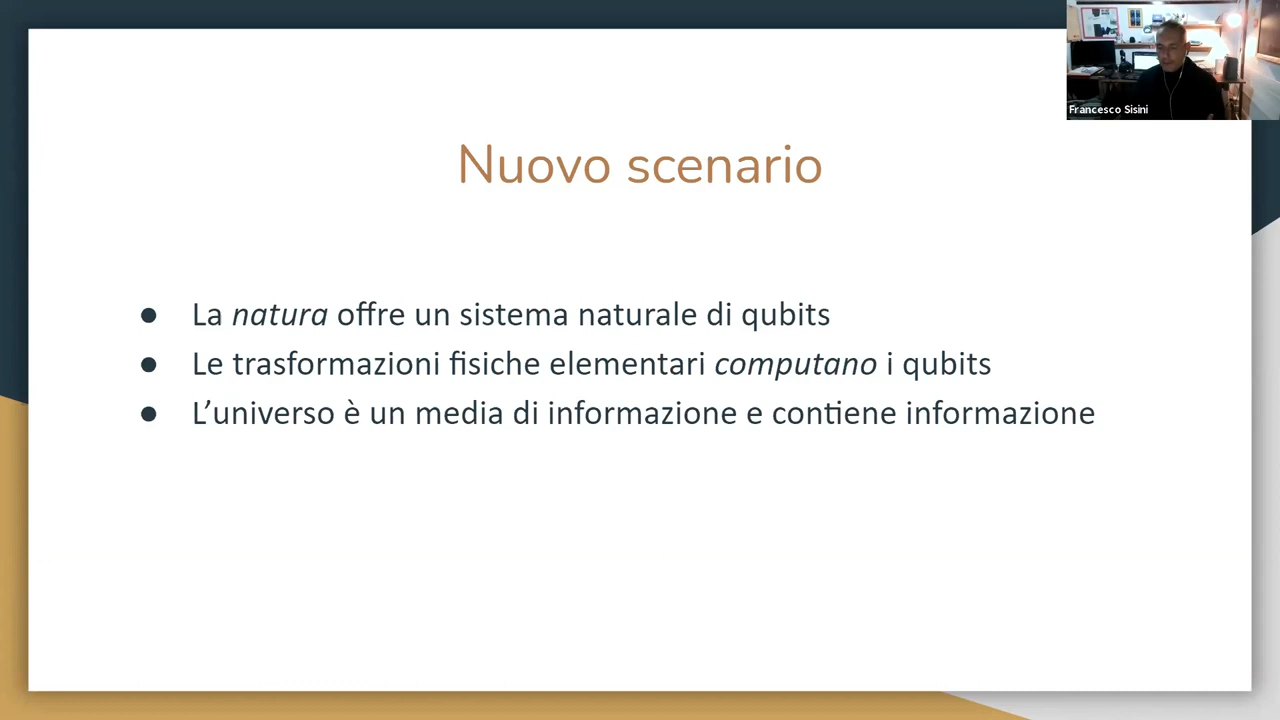 Francesco Sisini
Nuovo scenario
● La natura offre un sistema naturale di qubits
● Le trasformazioni fisiche elementari computano i qubits
● L’universo è un media di informazione e contiene informazione